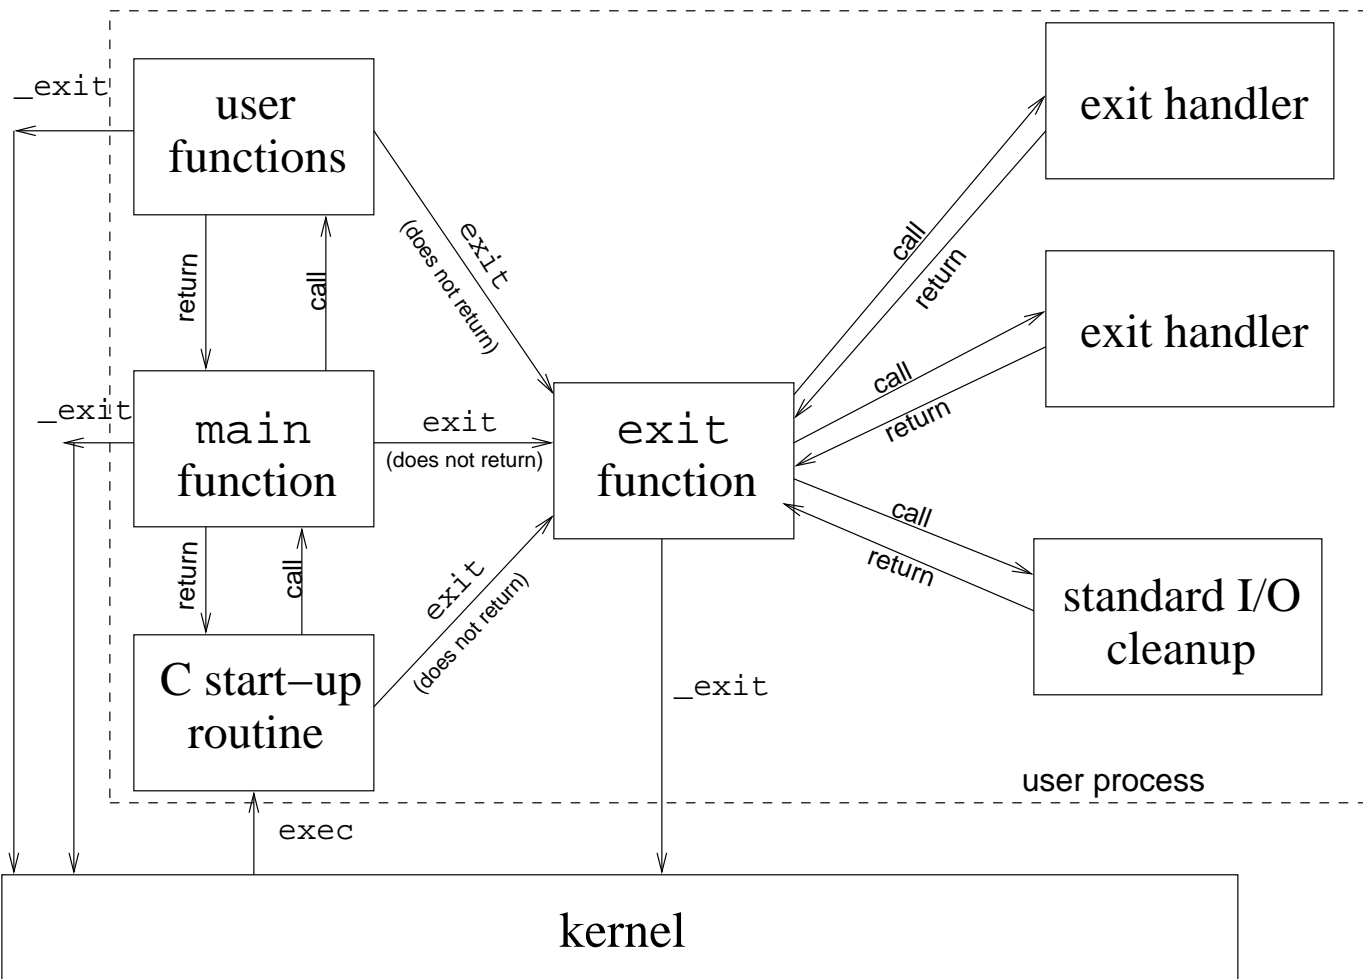 _exit
user
functions
exit handler
exit
(does not return)
call
return
return
call
exit handler
call
return
_exit
main
function
exit
(does not return)
exit
function
call
return
return
call
exit
(does not return)
standard I/O
cleanup
C start−up
routine
_exit
user process
exec
kernel